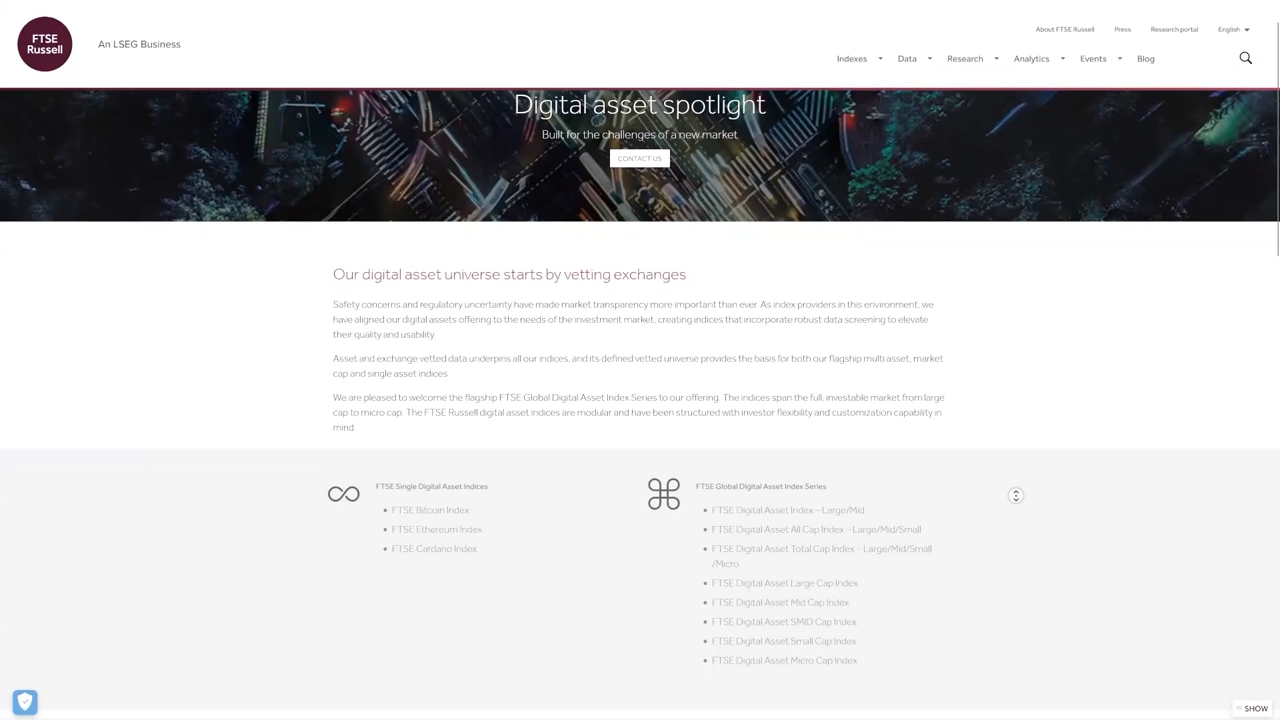 FTSE
Russell
An LSEG Business
About FTSE Russell Press Research portal English
Indexes Data Research Analytics Events Blog
Digital asset spotlight
Built for the challenges of a new market
CONTACT US
Our digital asset universe starts by vetting exchanges
Safety concerns and regulatory uncertainty have made market transparency more important than ever. As index providers in this environment, we
have aligned our digital assets offering to the needs of the investment market, creating indices that incorporate robust data screening to elevate
their quality and usability.
Asset and exchange vetted data underpins all our indices, and its defined vetted universe provides the basis for both our flagship multi asset, market
cap and single asset indices.
We are pleased to welcome the flagship FTSE Global Digital Asset Index Series to our offering. The indices span the full, investable market from large
cap to micro cap. The FTSE Russell digital asset indices are modular and have been structured with investor flexibility and customization capability in
mind.
FTSE Single Digital Asset Indices
FTSE Bitcoin Index
FTSE Ethereum Index
FTSE Cardano Index
FTSE Global Digital Asset Index Series
FTSE Digital Asset Index – Large/Mid
FTSE Digital Asset All Cap Index – Large/Mid/Small
FTSE Digital Asset Total Cap Index – Large/Mid/Small
/Micro
FTSE Digital Asset Large Cap Index
FTSE Digital Asset Mid Cap Index
FTSE Digital Asset SMID Cap Index
FTSE Digital Asset Small Cap Index
FTSE Digital Asset Micro Cap Index
SHOW